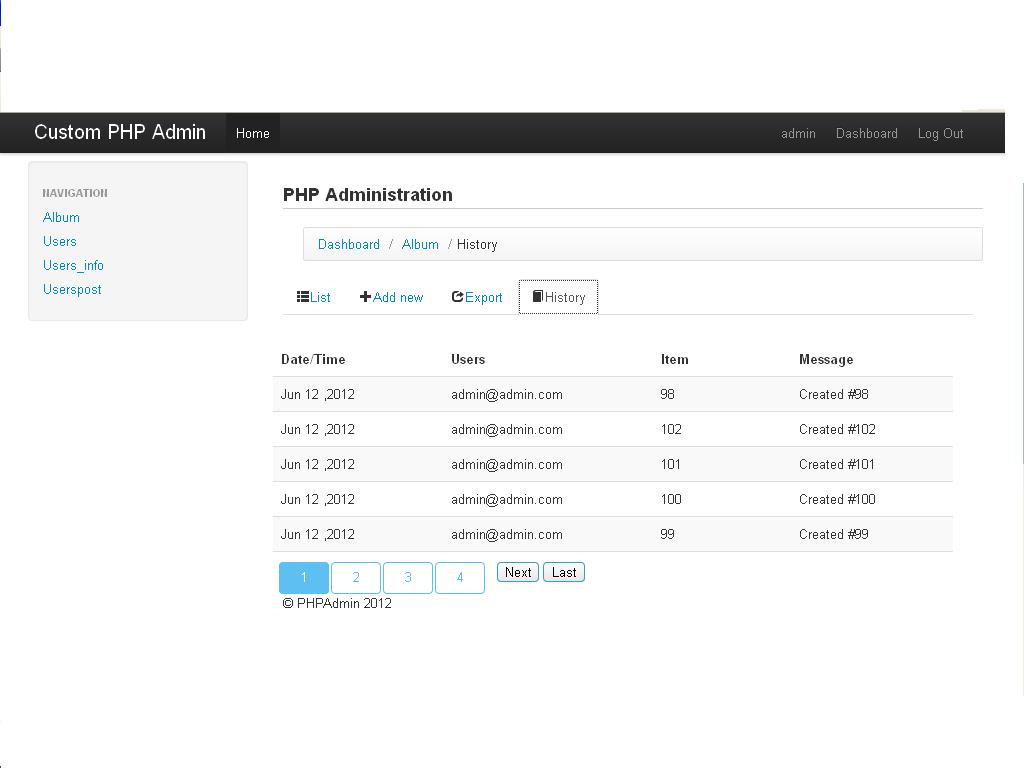 Custom PHP Admin Home admin Dashboard Log Out
NAVIGATION
Album
Users
Users_info
Userspost
PHP Administration
Dashboard / Album / History
List Add new Export History
Date/Time Users Item Message
Jun 12 ,2012 admin@admin.com 98 Created #98
Jun 12 ,2012 admin@admin.com 102 Created #102
Jun 12 ,2012 admin@admin.com 101 Created #101
Jun 12 ,2012 admin@admin.com 100 Created #100
Jun 12 ,2012 admin@admin.com 99 Created #99
1 2 3 4 Next Last
© PHPAdmin 2012